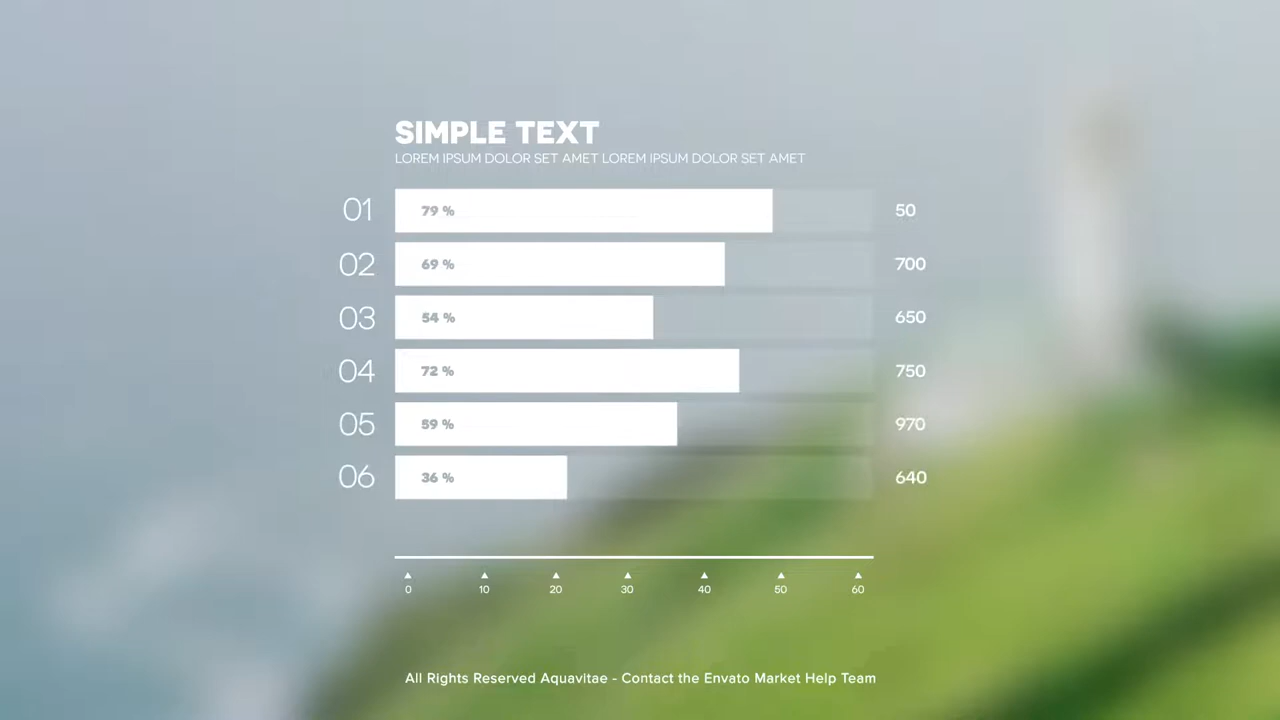 SIMPLE TEXT
LOREM IPSUM DOLOR SET AMET LOREM IPSUM DOLOR SET AMET
01 79 % 50
02 69 % 700
03 54 % 650
04 72 % 750
05 59 % 970
06 36 % 640
0 10 20 30 40 50 60
All Rights Reserved Aquavitae - Contact the Envato Market Help Team